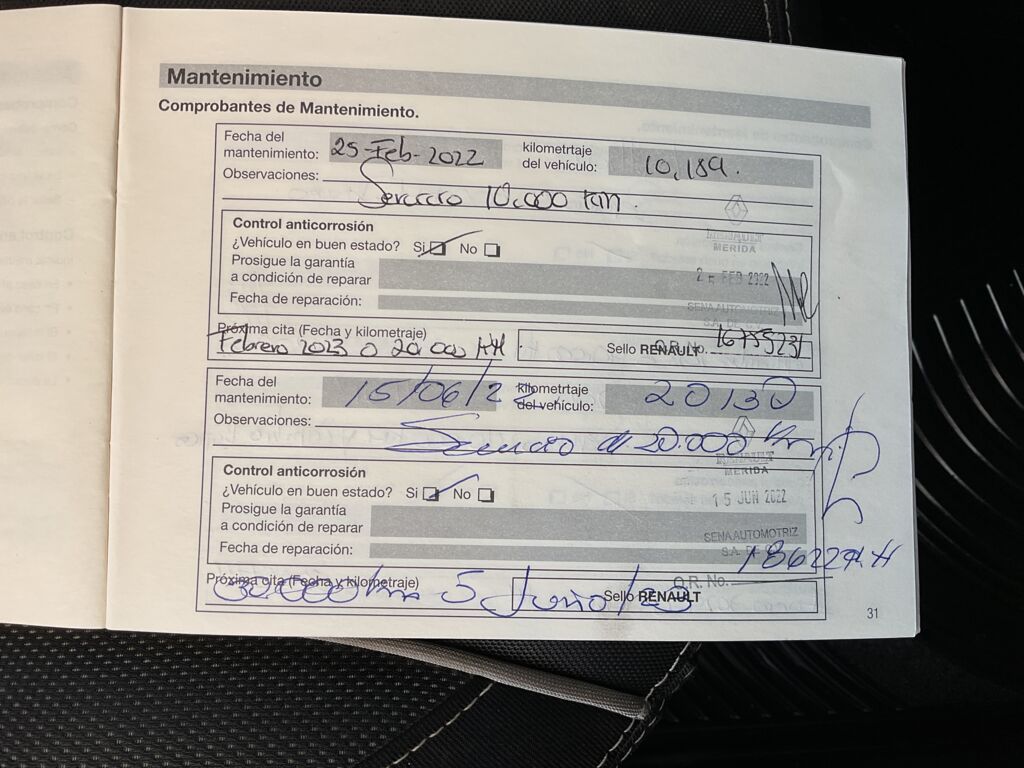 Mantenimiento
Comprobantes de Mantenimiento.
Fecha del mantenimiento: 25-Feb-2022 kilometrtaje del vehículo: 10,189.
Observaciones: Servicio 10,000 km.
Control anticorrosión
¿Vehículo en buen estado? Si No
Prosigue la garantía
a condición de reparar
Fecha de reparación:
RENAULT
MERIDA
FEB 2022
SENA AUTOMOTRIZ
Próxima cita (Fecha y kilometraje)
Febrero 2023 o 20.000
Sello RENAULT O.R. No.
Fecha del mantenimiento: 15/06/22 kilometrtaje del vehículo: 20130
Observaciones: Servicio de 20.000 km
Control anticorrosión
¿Vehículo en buen estado? Si No
Prosigue la garantía
a condición de reparar
Fecha de reparación:
RENAULT
MERIDA
15 JUN 2022
SENA AUTOMOTRIZ
Próxima cita (Fecha y kilometraje)
30.000 km 5 Junio/23
Sello RENAULT O.R. No.
31